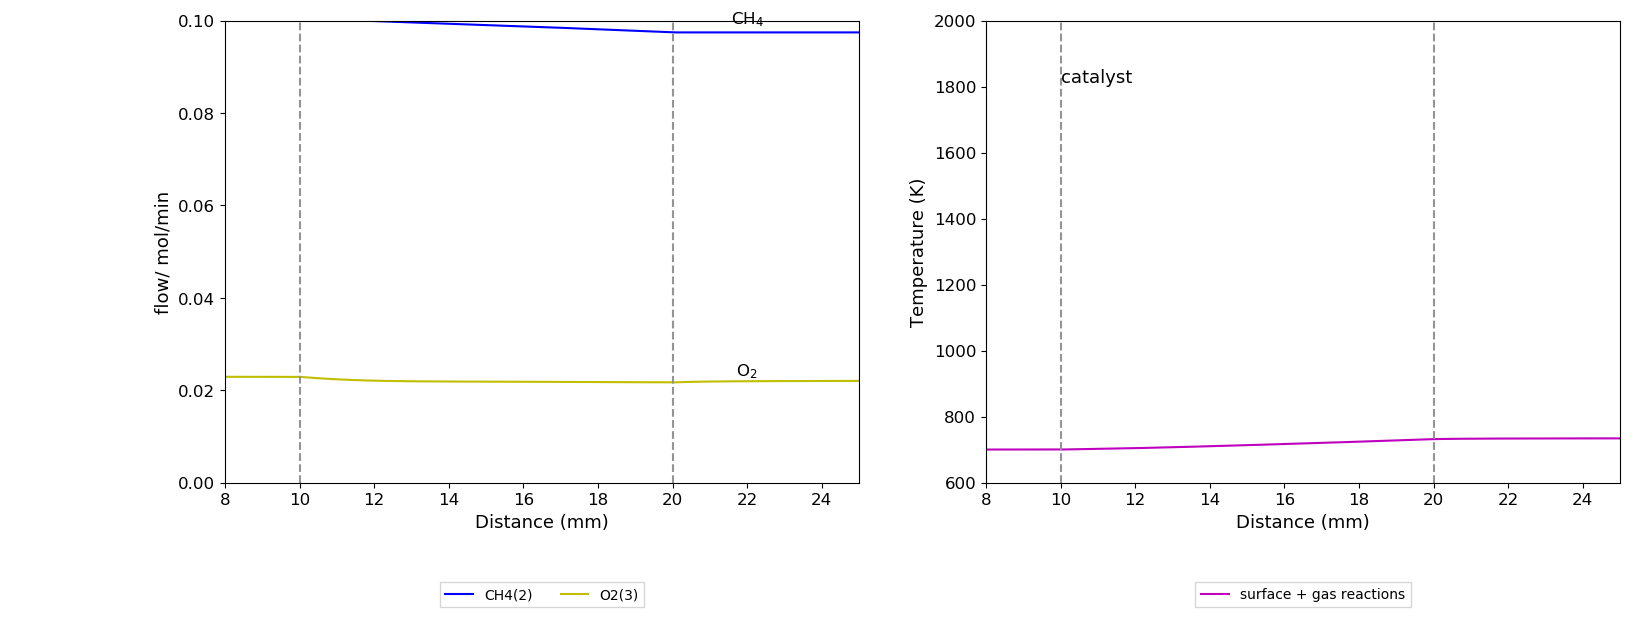 CH₄
0.10
0.08
0.06
0.04
0.02
0.00
flow/ mol/min
O₂
8 10 12 14 16 18 20 22 24
Distance (mm)
CH4(2) O2(3)
2000
1800
1600
1400
1200
1000
800
600
Temperature (K)
catalyst
8 10 12 14 16 18 20 22 24
Distance (mm)
surface + gas reactions